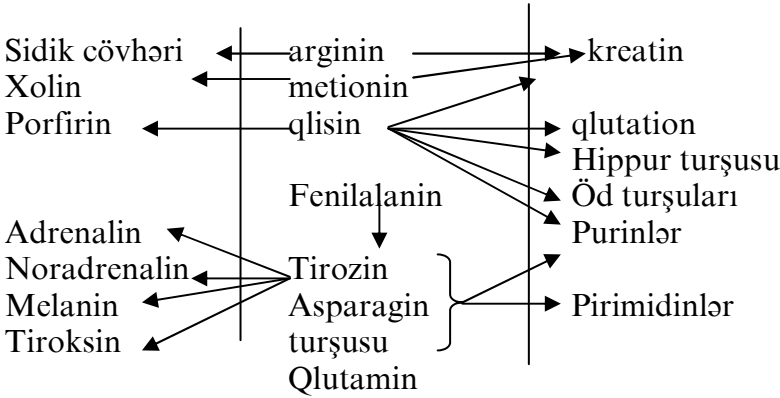 Sidik cövhəri arginin kreatin
Xolin metionin
Porfirin qlisin qlutation
Hippur turşusu
Fenilalanin Öd turşuları
Adrenalin Purinlər
Noradrenalin Tirozin
Melanin Asparagin Pirimidinlər
Tiroksin turşusu
Qlutamin